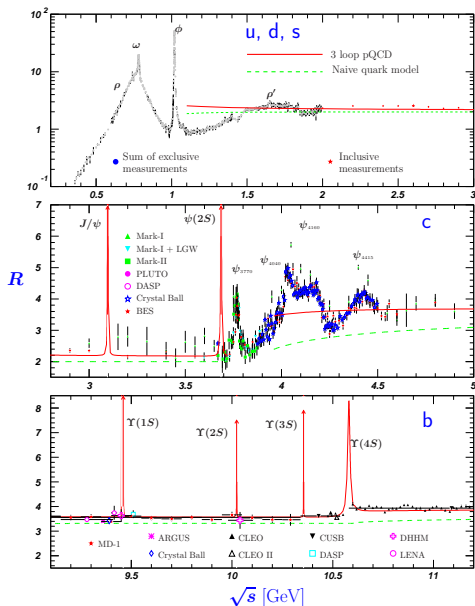 u, d, s
10²
10
1
10⁻¹
ρ
ω
ϕ
ρ′
3 loop pQCD
Naive quark model
Sum of exclusive measurements
Inclusive measurements
0.5 1 1.5 2 2.5 3
R
7
6
5
4
3
2
J/ψ
ψ(2S)
c
Mark-I
Mark-I + LGW
Mark-II
PLUTO
DASP
Crystal Ball
BES
ψ₃₇₇₀
ψ₄₀₄₀
ψ₄₁₆₀
ψ₄₄₁₅
3 3.5 4 4.5 5
8
7
6
5
4
3
2
b
ϒ(1S)
ϒ(2S)
ϒ(3S)
ϒ(4S)
MD-1
ARGUS
CLEO
CUSB
DHHM
Crystal Ball
CLEO II
DASP
LENA
9.5 10 10.5 11
√s [GeV]